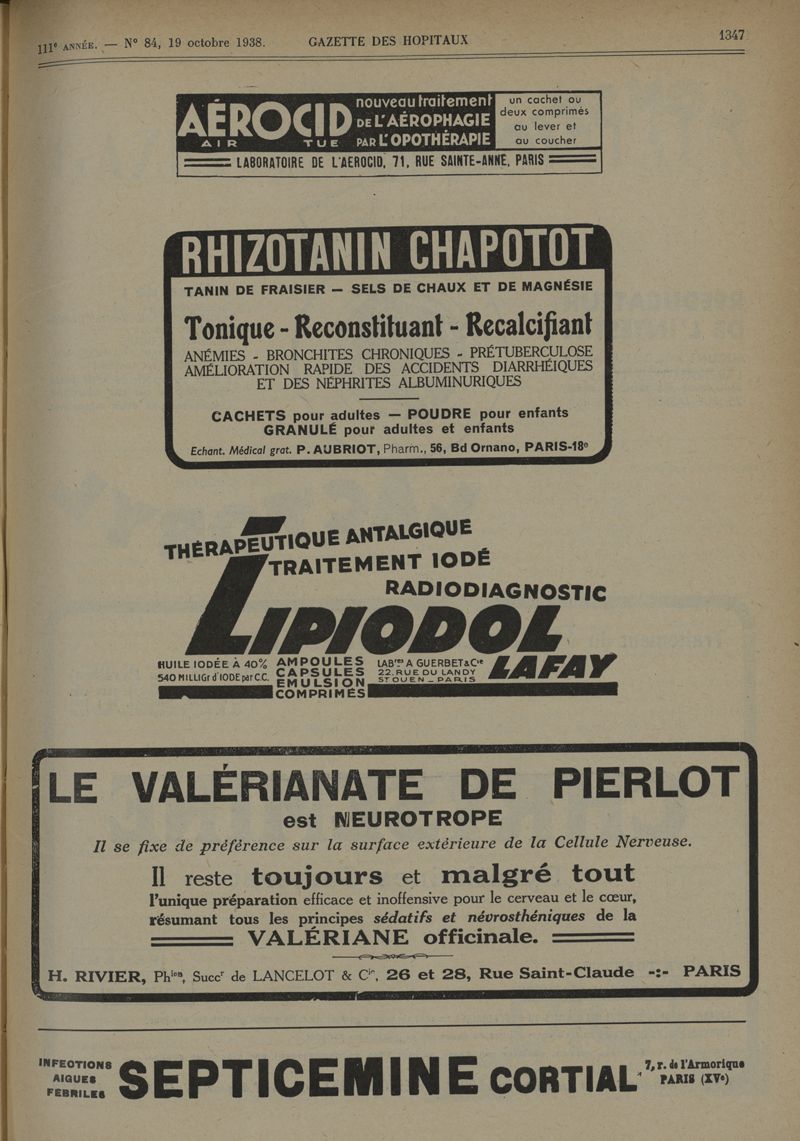 111e ANNÉE. — N° 84, 19 octobre 1938. GAZETTE DES HOPITAUX 1347
AÉROCID
AIR TUE
nouveau traitement
DE L'AÉROPHAGIE
PAR L'OPOTHÉRAPIE
un cachet ou
deux comprimés
au lever et
au coucher
LABORATOIRE DE L'AEROCID, 71, RUE SAINTE-ANNE, PARIS
RHIZOTANIN CHAPOTOT
TANIN DE FRAISIER — SELS DE CHAUX ET DE MAGNÉSIE
Tonique - Reconstituant - Recalcifiant
ANÉMIES - BRONCHITES CHRONIQUES - PRÉTUBERCULOSE
AMÉLIORATION RAPIDE DES ACCIDENTS DIARRHÉIQUES
ET DES NÉPHRITES ALBUMINURIQUES
CACHETS pour adultes — POUDRE pour enfants
GRANULÉ pour adultes et enfants
Echant. Médical grat. P. AUBRIOT, Pharm., 56, Bd Ornano, PARIS-18e
THÉRAPEUTIQUE ANTALGIQUE
TRAITEMENT IODÉ
RADIODIAGNOSTIC
LIPIODOL
LAFAY
HUILE IODÉE À 40%
540 MILLIGr d'IODE par C.C.
AMPOULES
CAPSULES
EMULSION
COMPRIMÉS
LABres A GUERBET & Cie
22. RUE DU LANDY
ST OUEN - PARIS
LE VALÉRIANATE DE PIERLOT
est NEUROTROPE
Il se fixe de préférence sur la surface extérieure de la Cellule Nerveuse.
Il reste toujours et malgré tout
l'unique préparation efficace et inoffensive pour le cerveau et le cœur,
résumant tous les principes sédatifs et névrosthéniques de la
VALÉRIANE officinale.
H. RIVIER, Phien, Succr de LANCELOT & Cie, 26 et 28, Rue Saint-Claude -:- PARIS
INFECTIONS
AIGUES
FEBRILES
SEPTICEMINE CORTIAL
7, r. de l'Armorique
PARIS (XVe)